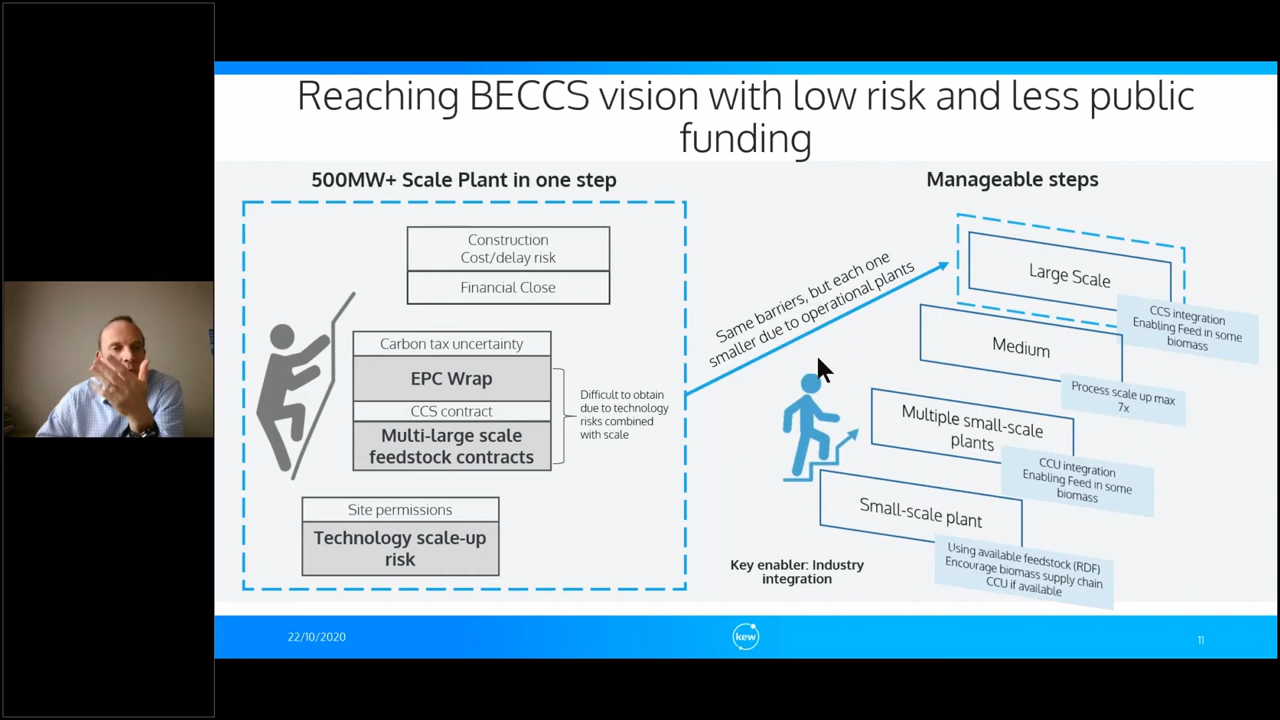 Reaching BECCS vision with low risk and less public
funding
500MW+ Scale Plant in one step
Construction
Cost/delay risk
Financial Close
Carbon tax uncertainty
EPC Wrap
CCS contract
Multi-large scale
feedstock contracts
Difficult to obtain
due to technology
risks combined
with scale
Site permissions
Technology scale-up
risk
Same barriers, but each one
smaller due to operational plants
Manageable steps
Large Scale
CCS integration
Enabling Feed in some
biomass
Medium
Process scale up max
7x
Multiple small-scale
plants
CCU integration
Enabling Feed in some
biomass
Small-scale plant
Using available feedstock (RDF)
Encourage biomass supply chain
CCU if available
Key enabler: Industry
integration
22/10/2020
kew
11